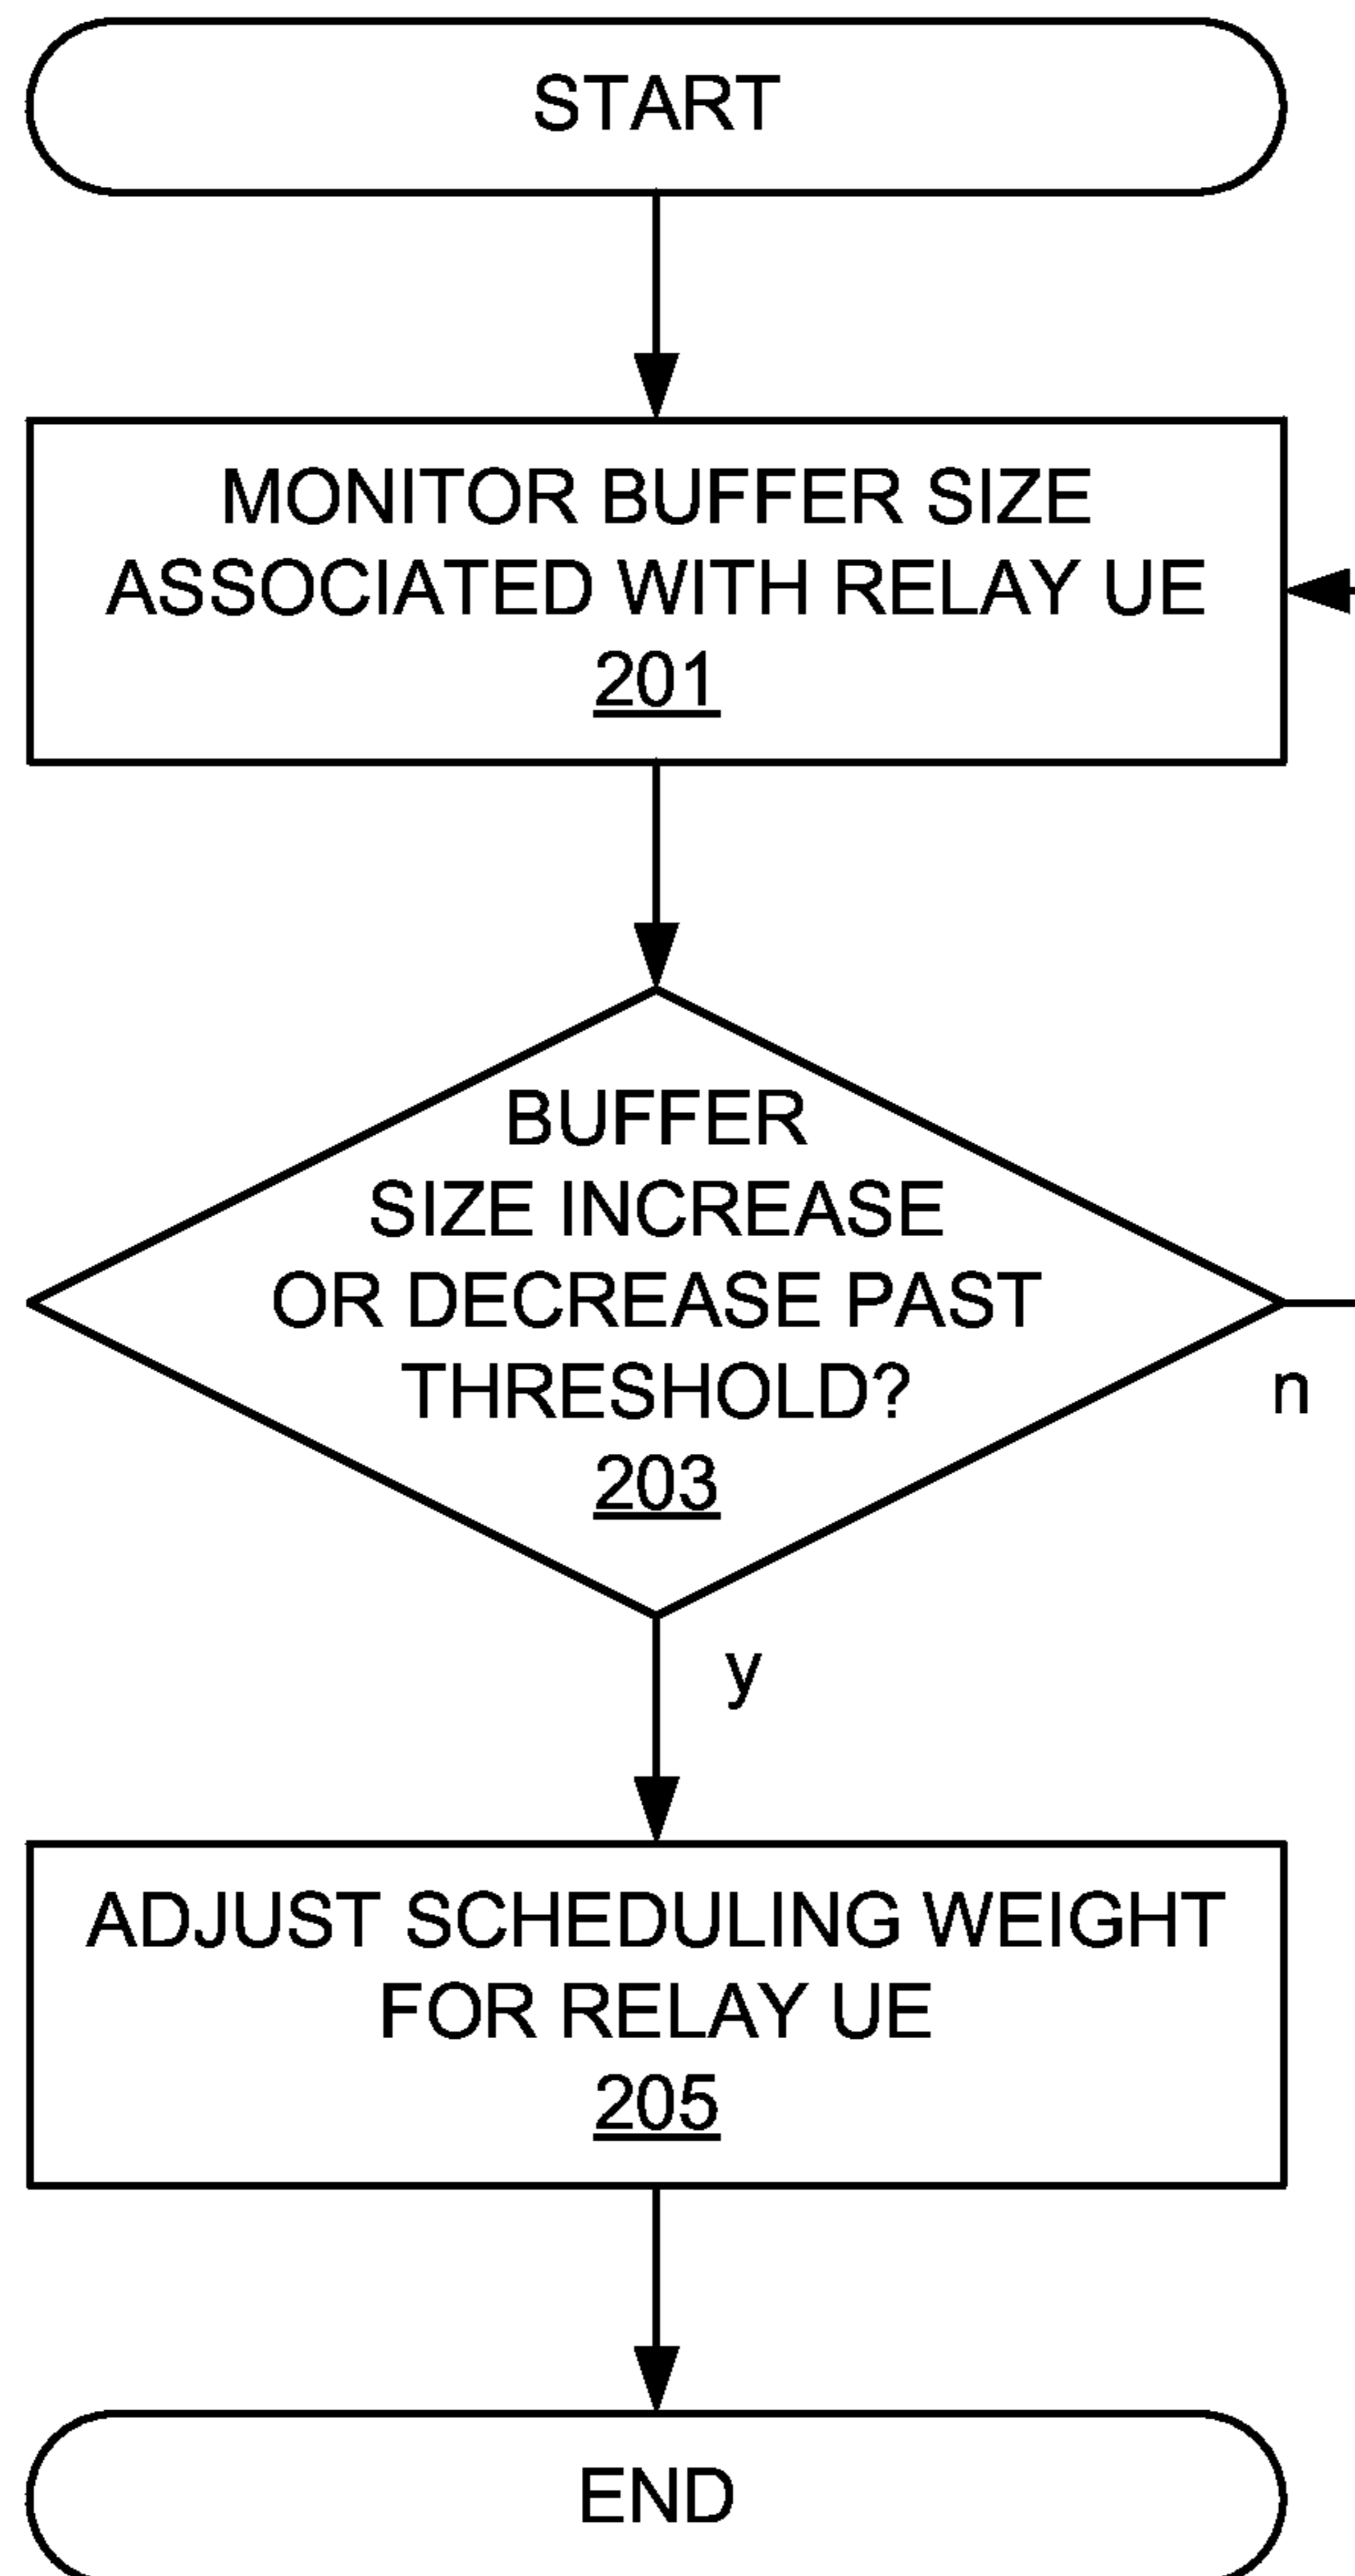 START
MONITOR BUFFER SIZE
ASSOCIATED WITH RELAY UE
201
BUFFER
SIZE INCREASE
OR DECREASE PAST
THRESHOLD?
203
n
y
ADJUST SCHEDULING WEIGHT
FOR RELAY UE
205
END